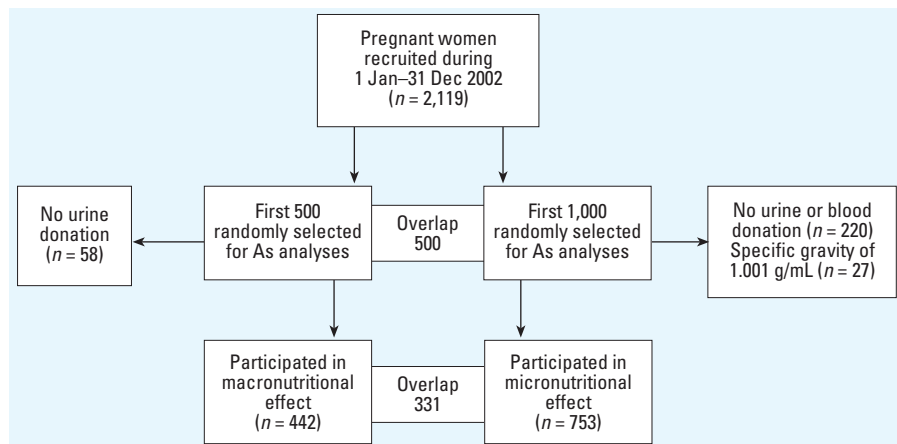 Pregnant women
recruited during
1 Jan–31 Dec 2002
(n = 2,119)
No urine
donation
(n = 58)
First 500
randomly selected
for As analyses
Overlap
500
First 1,000
randomly selected
for As analyses
No urine or blood
donation (n = 220)
Specific gravity of
1.001 g/mL (n = 27)
Participated in
macronutritional
effect
(n = 442)
Overlap
331
Participated in
micronutritional
effect
(n = 753)